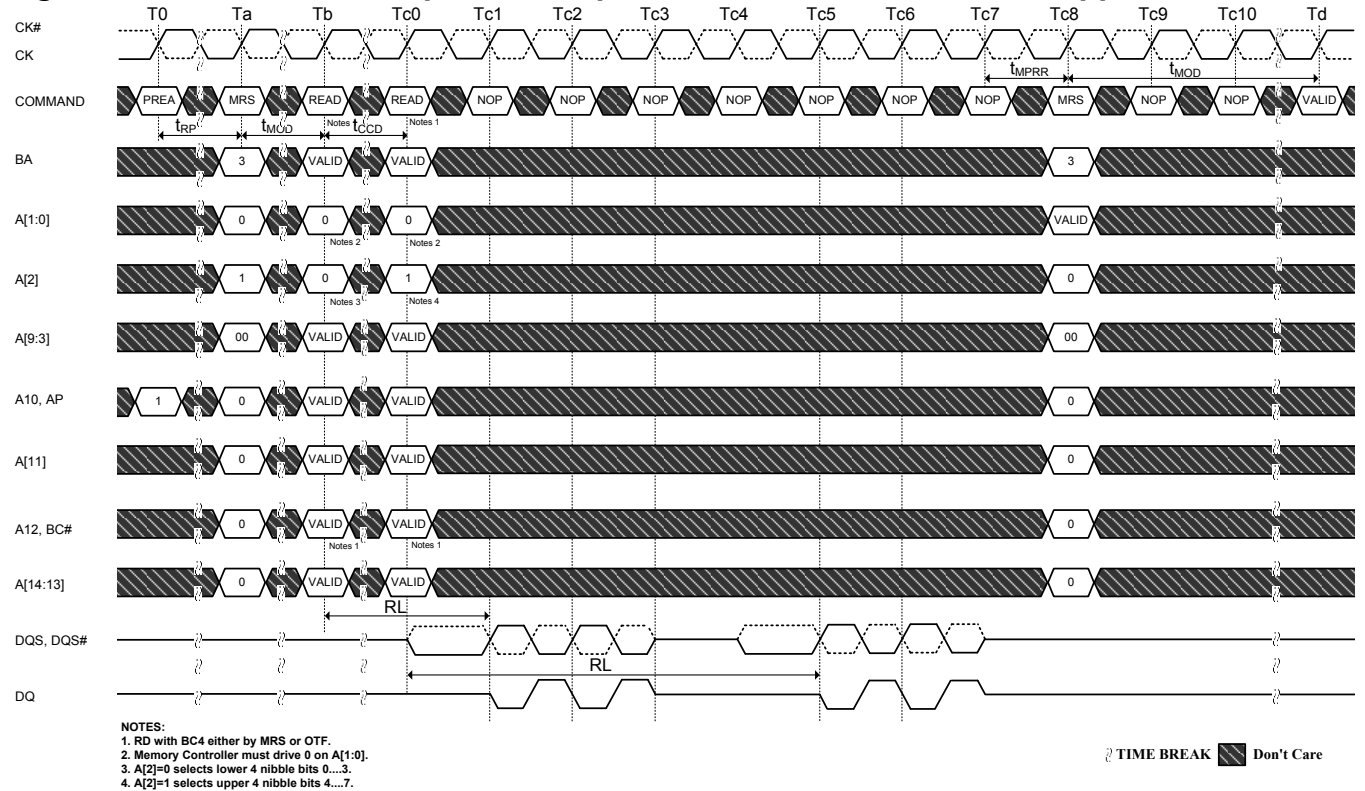 T0 Ta Tb Tc0 Tc1 Tc2 Tc3 Tc4 Tc5 Tc6 Tc7 Tc8 Tc9 Tc10 Td
CK#
CK
tMPRR tMOD
COMMAND PREA MRS READ READ NOP NOP NOP NOP NOP NOP NOP MRS NOP NOP VALID
Notes 1 Notes 1
tRP tMOD tCCD
BA 3 VALID VALID 3
A[1:0] 0 0 0 VALID
Notes 2 Notes 2
A[2] 1 0 1 0
Notes 3 Notes 4
A[9:3] 00 VALID VALID 00
A10, AP 1 0 VALID VALID 0
A[11] 0 VALID VALID 0
A12, BC# 0 VALID VALID 0
Notes 1 Notes 1
A[14:13] 0 VALID VALID 0
RL
DQS, DQS#
RL
DQ
NOTES:
1. RD with BC4 either by MRS or OTF.
2. Memory Controller must drive 0 on A[1:0].
3. A[2]=0 selects lower 4 nibble bits 0....3.
4. A[2]=1 selects upper 4 nibble bits 4....7.
TIME BREAK Don't Care